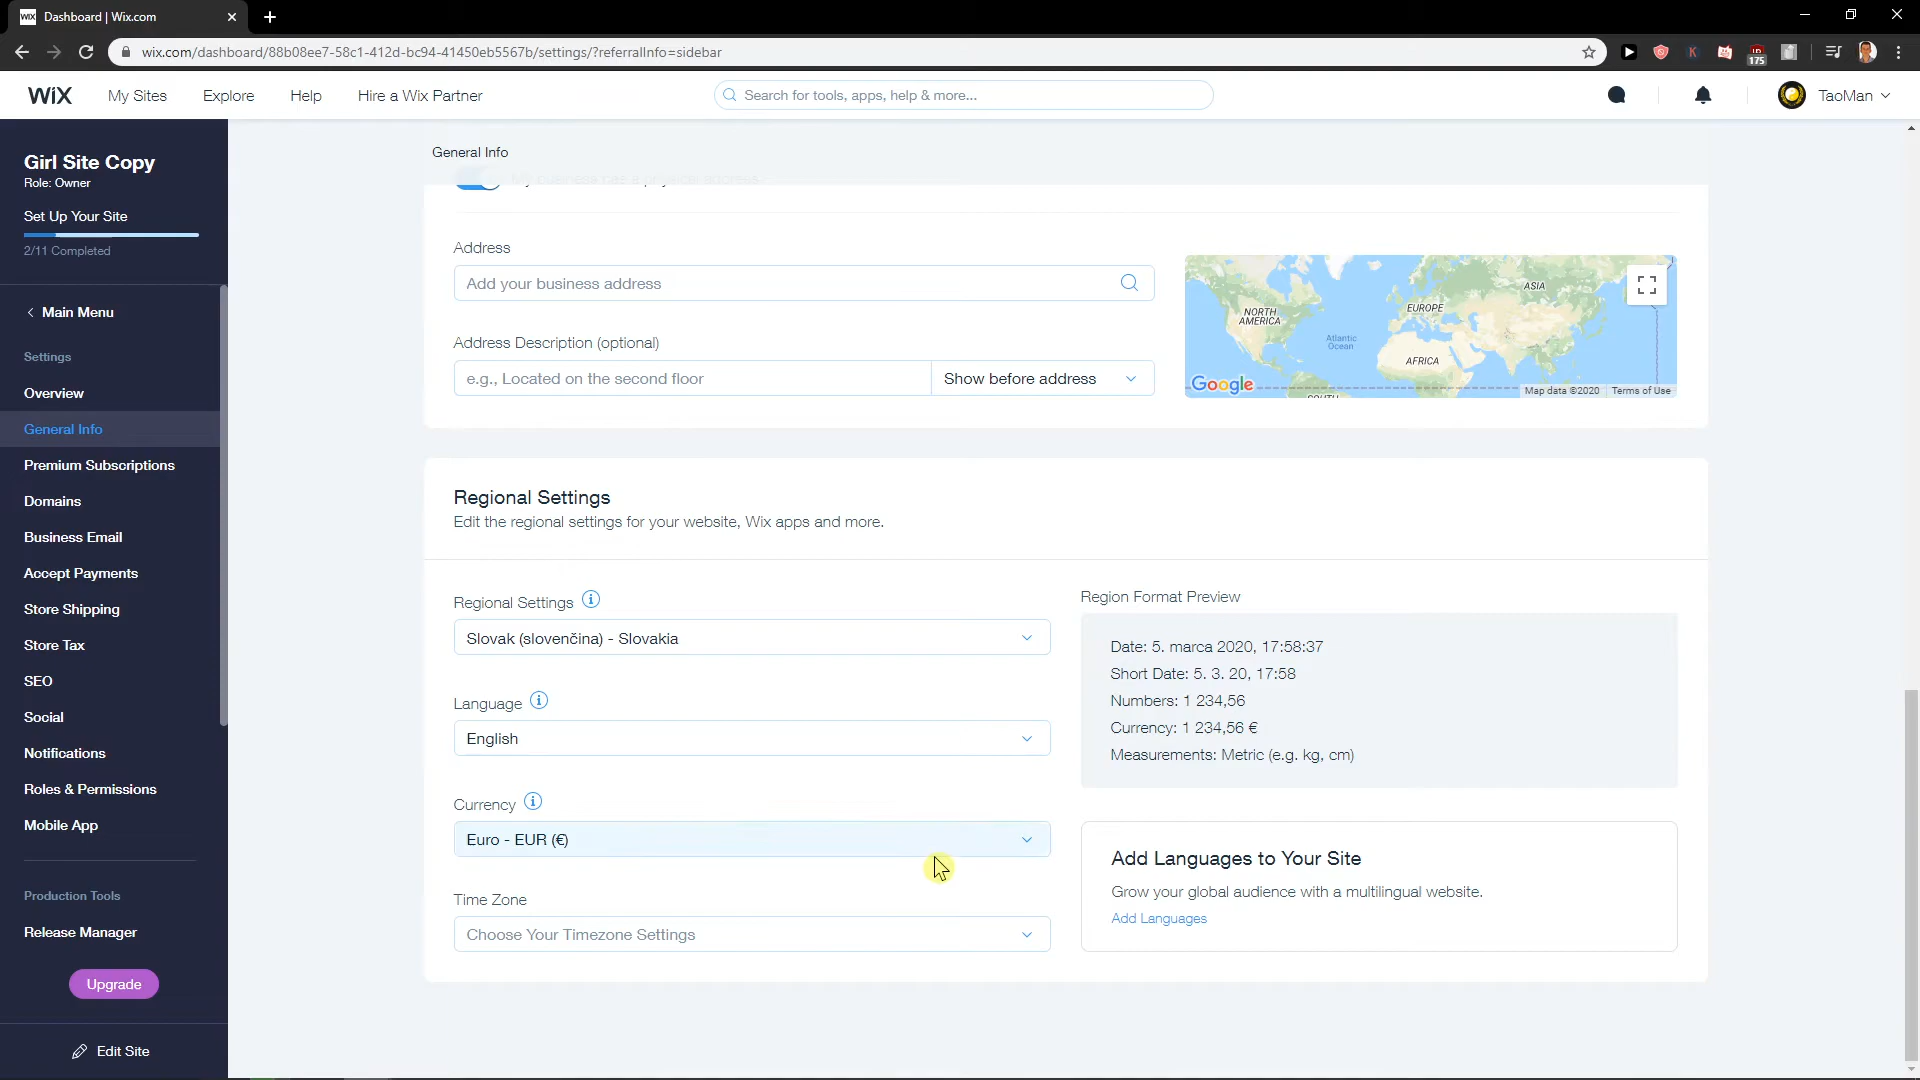 Dashboard | Wix.com
wix.com/dashboard/88b08ee7-58c1-412d-bc94-41450eb5567b/settings/?referralInfo=sidebar
175
WiX
My Sites
Explore
Help
Hire a Wix Partner
Search for tools, apps, help & more...
TaoMan
Girl Site Copy
Role: Owner
Set Up Your Site
2/11 Completed
Main Menu
Settings
Overview
General Info
Premium Subscriptions
Domains
Business Email
Accept Payments
Store Shipping
Store Tax
SEO
Social
Notifications
Roles & Permissions
Mobile App
Production Tools
Release Manager
Upgrade
Edit Site
General Info
Address
Add your business address
Address Description (optional)
e.g., Located on the second floor
Show before address
NORTH
AMERICA
Atlantic
Ocean
EUROPE
ASIA
AFRICA
Google
Map data ©2020
Terms of Use
Regional Settings
Edit the regional settings for your website, Wix apps and more.
Regional Settings
Slovak (slovenčina) - Slovakia
Language
English
Currency
Euro - EUR (€)
Time Zone
Choose Your Timezone Settings
Region Format Preview
Date: 5. marca 2020, 17:58:37
Short Date: 5. 3. 20, 17:58
Numbers: 1 234,56
Currency: 1 234,56 €
Measurements: Metric (e.g. kg, cm)
Add Languages to Your Site
Grow your global audience with a multilingual website.
Add Languages